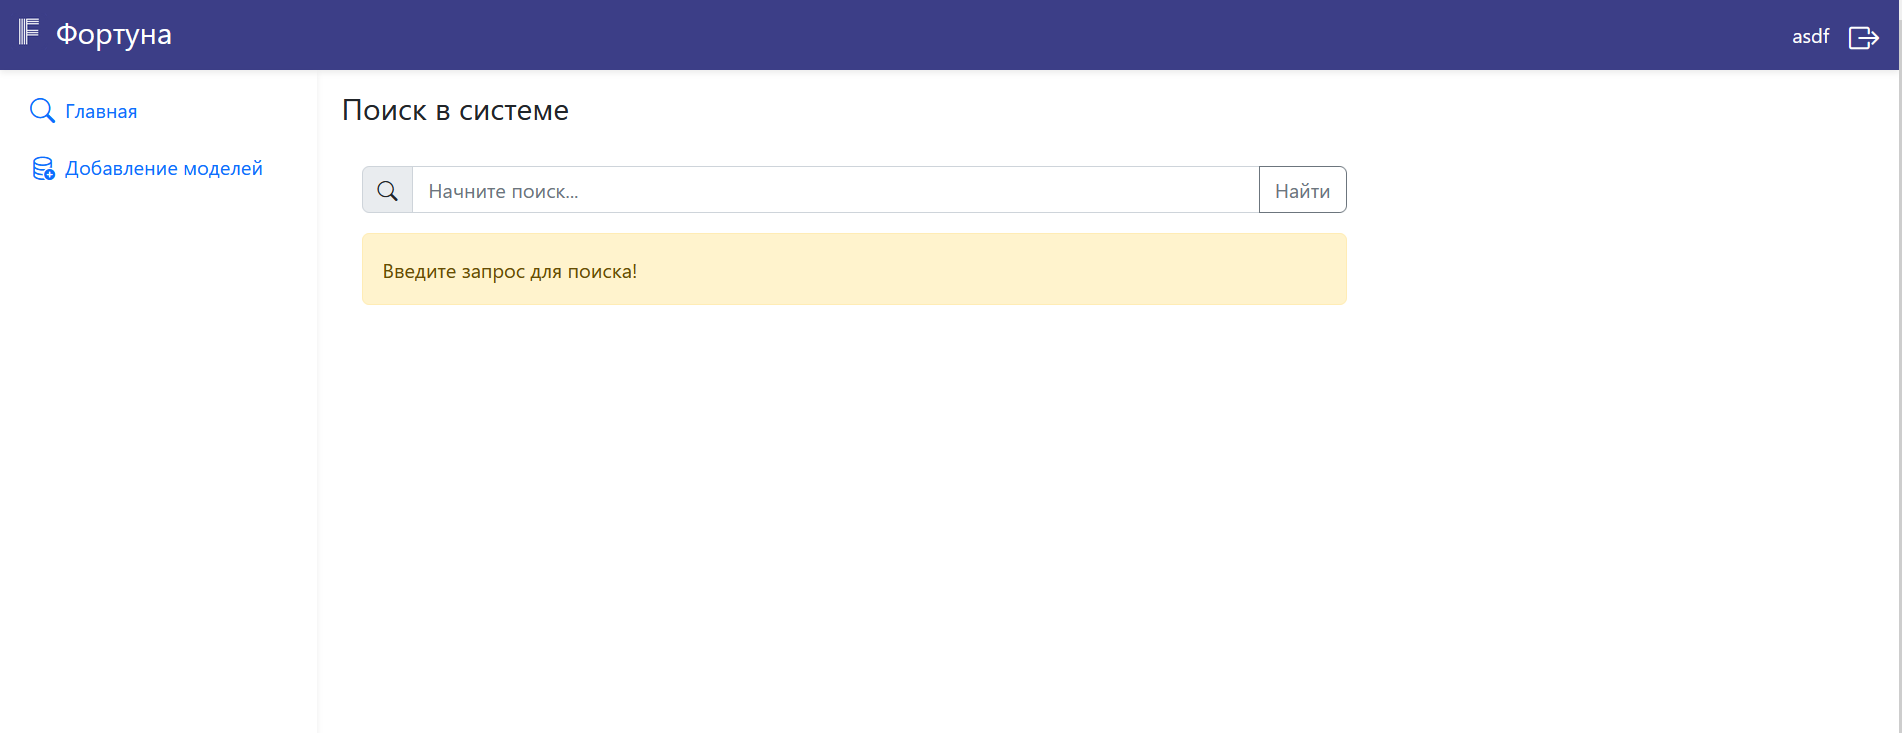 Фортуна
asdf
Главная
Добавление моделей
Поиск в системе
Начните поиск...
Найти
Введите запрос для поиска!